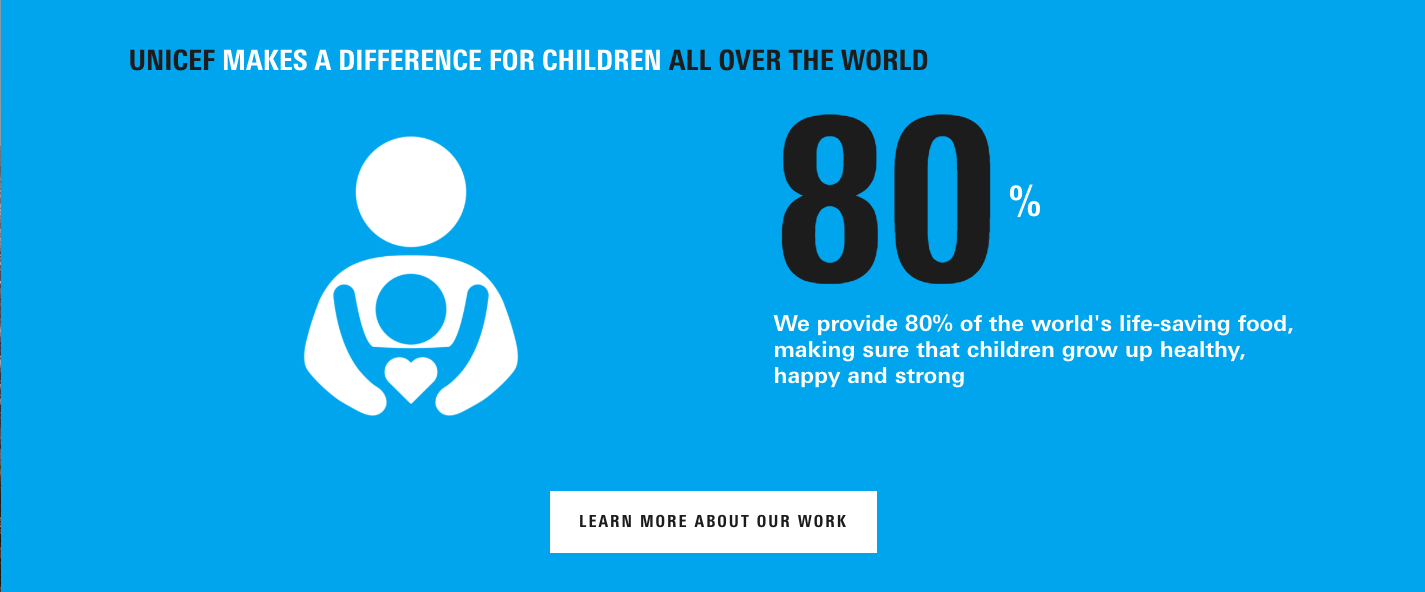 UNICEF MAKES A DIFFERENCE FOR CHILDREN ALL OVER THE WORLD
80 %
We provide 80% of the world's life-saving food,
making sure that children grow up healthy,
happy and strong
LEARN MORE ABOUT OUR WORK